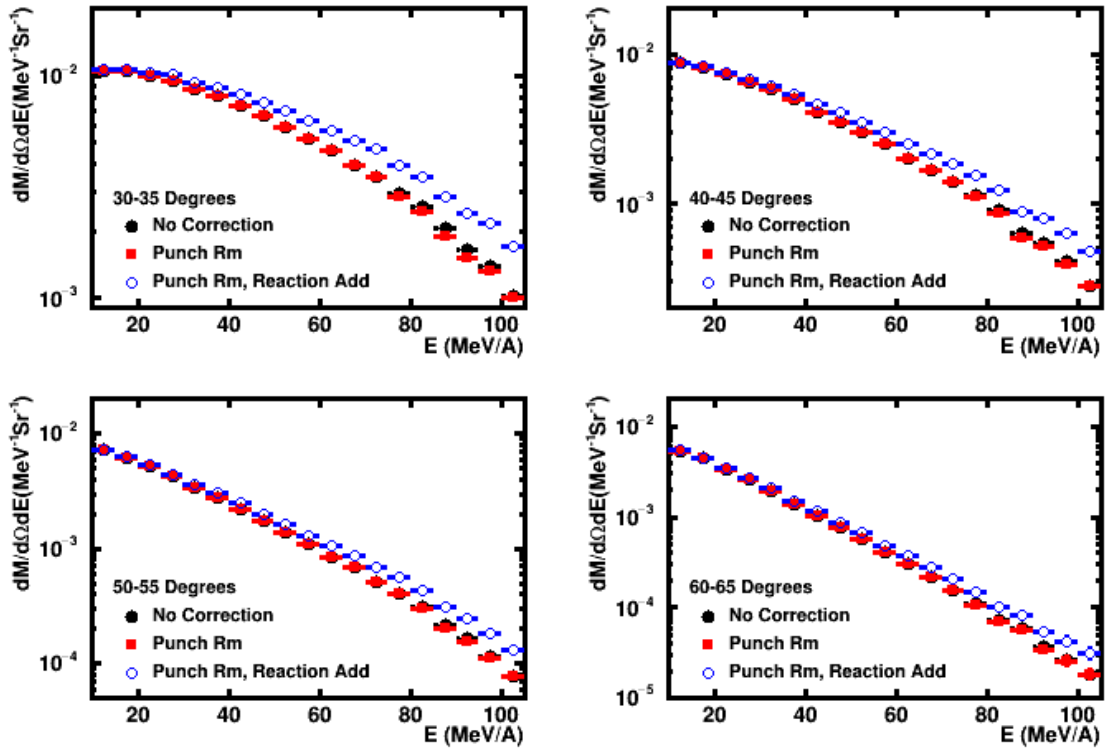 dM/dΩdE(MeV⁻¹Sr⁻¹)
10⁻²
10⁻³
30-35 Degrees
No Correction
Punch Rm
Punch Rm, Reaction Add
20 40 60 80 100
E (MeV/A)
dM/dΩdE(MeV⁻¹Sr⁻¹)
10⁻²
10⁻³
40-45 Degrees
No Correction
Punch Rm
Punch Rm, Reaction Add
20 40 60 80 100
E (MeV/A)
dM/dΩdE(MeV⁻¹Sr⁻¹)
10⁻²
10⁻³
10⁻⁴
50-55 Degrees
No Correction
Punch Rm
Punch Rm, Reaction Add
20 40 60 80 100
E (MeV/A)
dM/dΩdE(MeV⁻¹Sr⁻¹)
10⁻²
10⁻³
10⁻⁴
10⁻⁵
60-65 Degrees
No Correction
Punch Rm
Punch Rm, Reaction Add
20 40 60 80 100
E (MeV/A)